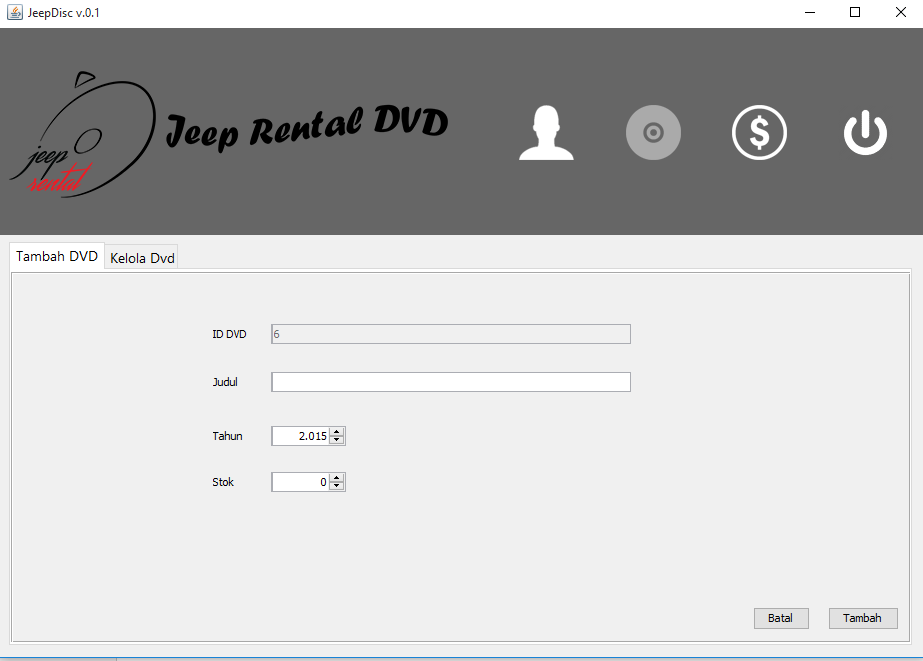 JeepDisc v.0.1
Jeep Rental DVD
jeep
rental
$
Tambah DVD
Kelola Dvd
ID DVD
6
Judul
Tahun
2.015
Stok
0
Batal
Tambah